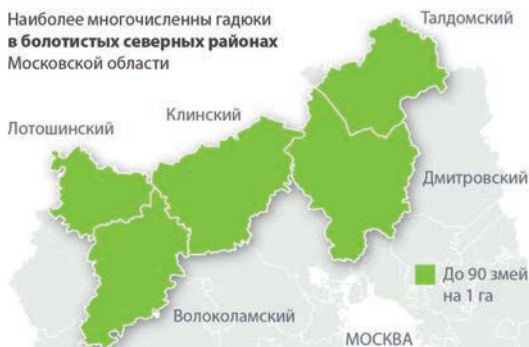 Наиболее многочисленны гадюки
в болотистых северных районах
Московской области
Талдомский
Клинский
Лотошинский
Дмитровский
До 90 змей
на 1 га
Волоколамский
МОСКВА